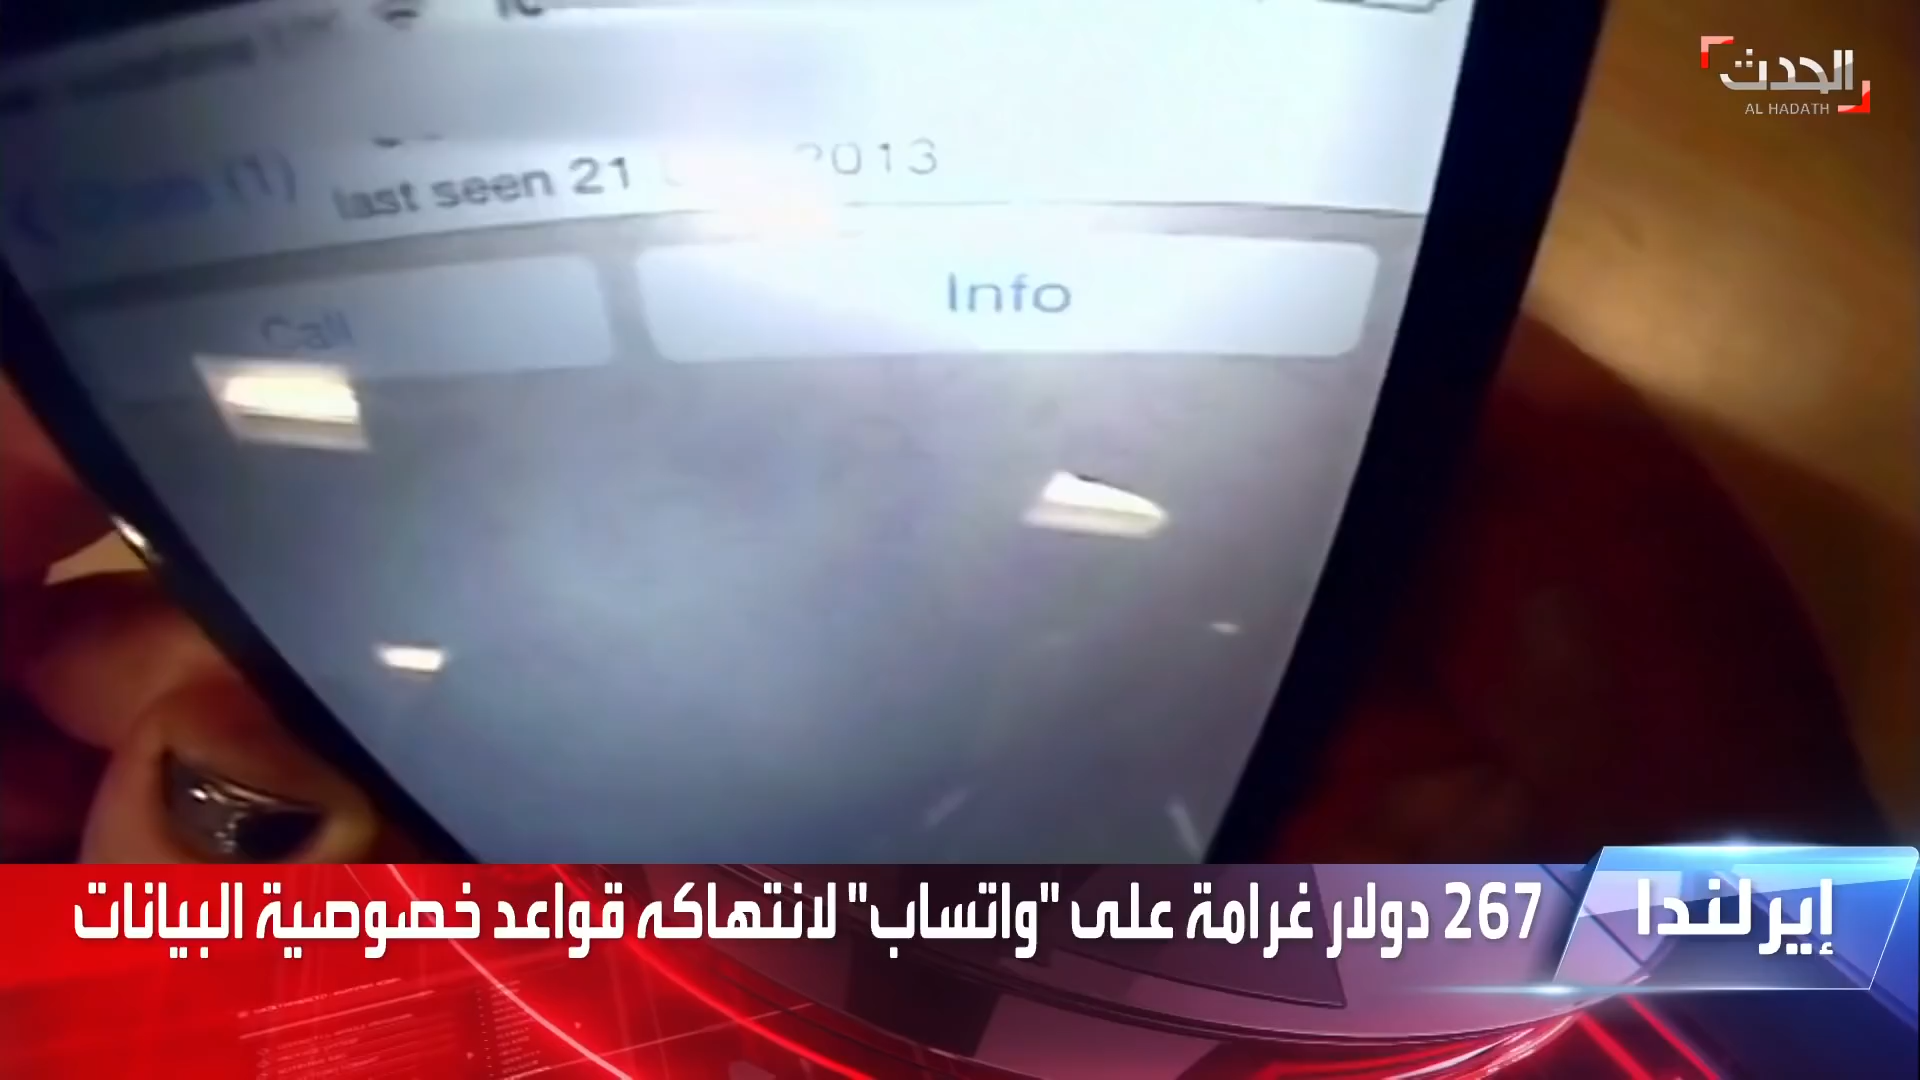 الحدث
AL HADATH
(1)
last seen 21 2013
Call
Info
إيرلندا
267 دولار غرامة على "واتساب" لانتهاكه قواعد خصوصية البيانات